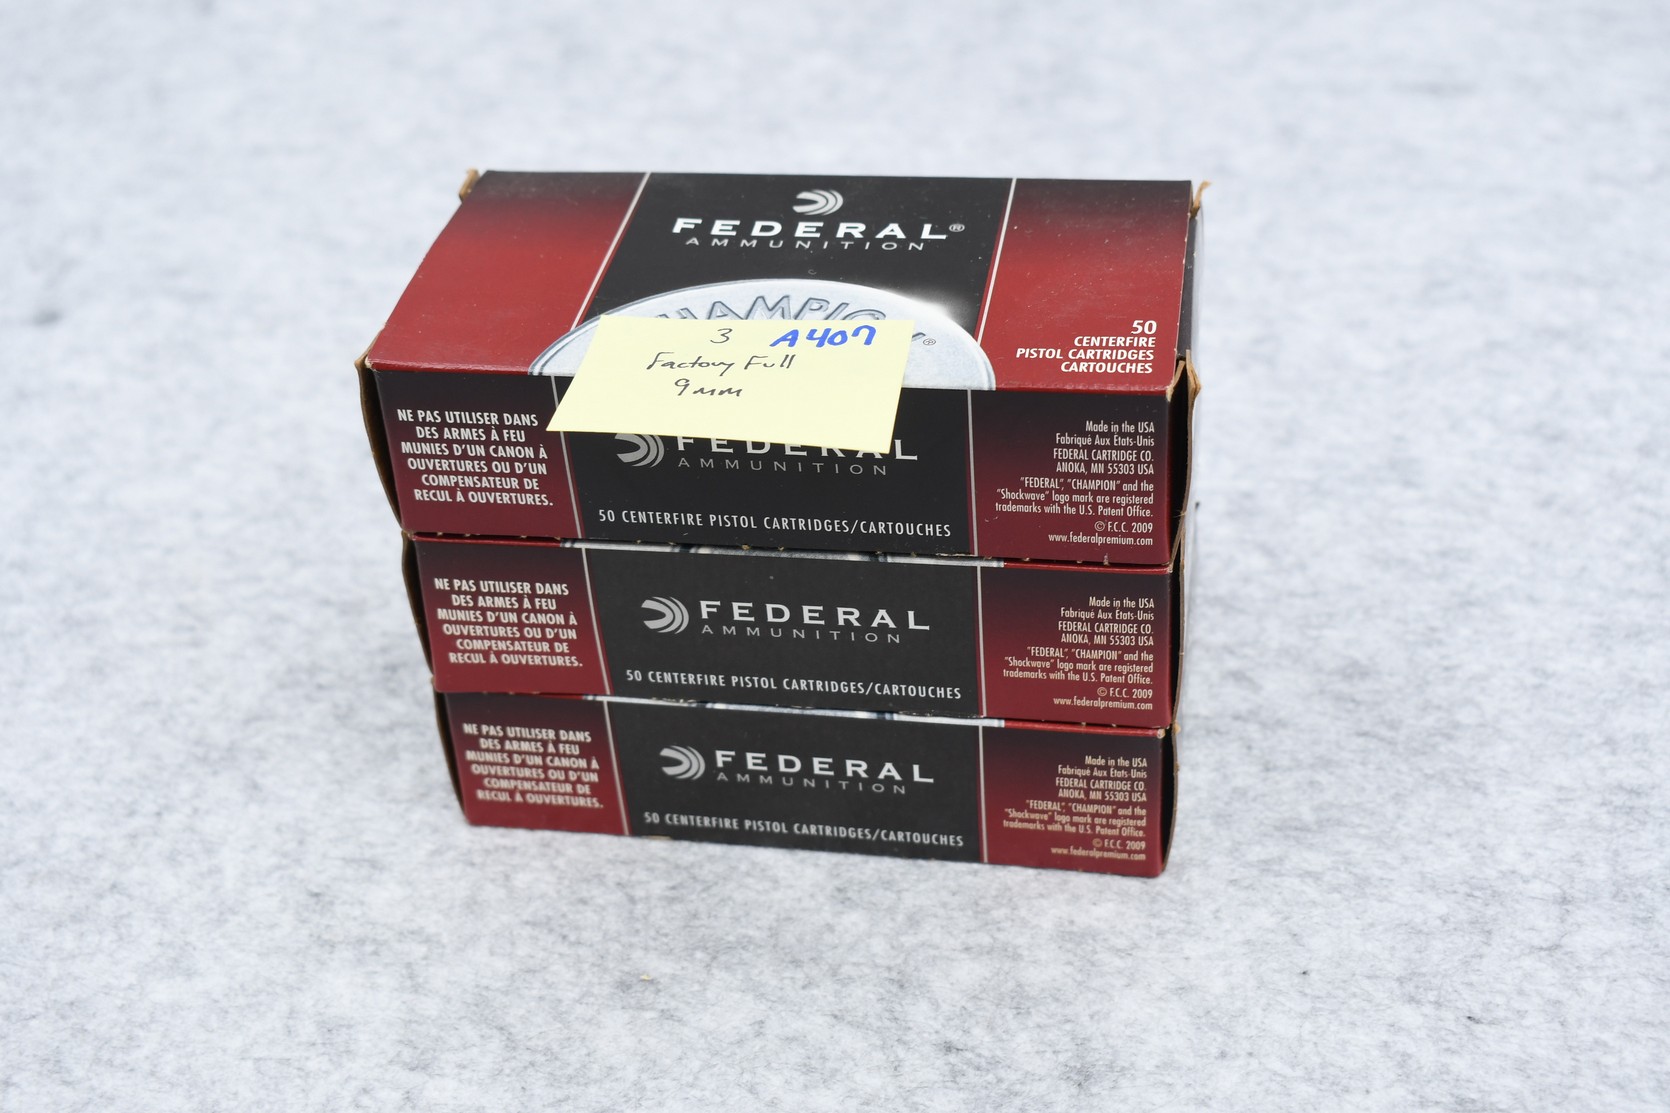 FEDERAL®
AMMUNITION
50
CENTERFIRE
PISTOL CARTRIDGES
CARTOUCHES
3 A407
Factory Full
9mm
NE PAS UTILISER DANS
DES ARMES À FEU
MUNIES D'UN CANON À
OUVERTURES OU D'UN
COMPENSATEUR DE
RECUL À OUVERTURES.
FEDERAL
AMMUNITION
50 CENTERFIRE PISTOL CARTRIDGES/CARTOUCHES
Made in the USA
Fabriqué Aux Etats-Unis
FEDERAL CARTRIDGE CO.
ANOKA, MN 55303 USA
"FEDERAL", "CHAMPION" and the
"Shockwave" logo mark are registered
trademarks with the U.S. Patent Office.
© F.C.C. 2009
www.federalpremium.com
NE PAS UTILISER DANS
DES ARMES À FEU
MUNIES D'UN CANON À
OUVERTURES OU D'UN
COMPENSATEUR DE
RECUL À OUVERTURES.
FEDERAL
AMMUNITION
50 CENTERFIRE PISTOL CARTRIDGES/CARTOUCHES
Made in the USA
Fabriqué Aux Etats-Unis
FEDERAL CARTRIDGE CO.
ANOKA, MN 55303 USA
"FEDERAL", "CHAMPION" and the
"Shockwave" logo mark are registered
trademarks with the U.S. Patent Office.
© F.C.C. 2009
www.federalpremium.com
NE PAS UTILISER DANS
DES ARMES À FEU
MUNIES D'UN CANON À
OUVERTURES OU D'UN
COMPENSATEUR DE
RECUL À OUVERTURES.
FEDERAL
AMMUNITION
50 CENTERFIRE PISTOL CARTRIDGES/CARTOUCHES
Made in the USA
Fabriqué Aux Etats-Unis
FEDERAL CARTRIDGE CO.
ANOKA, MN 55303 USA
"FEDERAL", "CHAMPION" and the
"Shockwave" logo mark are registered
trademarks with the U.S. Patent Office.
© F.C.C. 2009
www.federalpremium.com